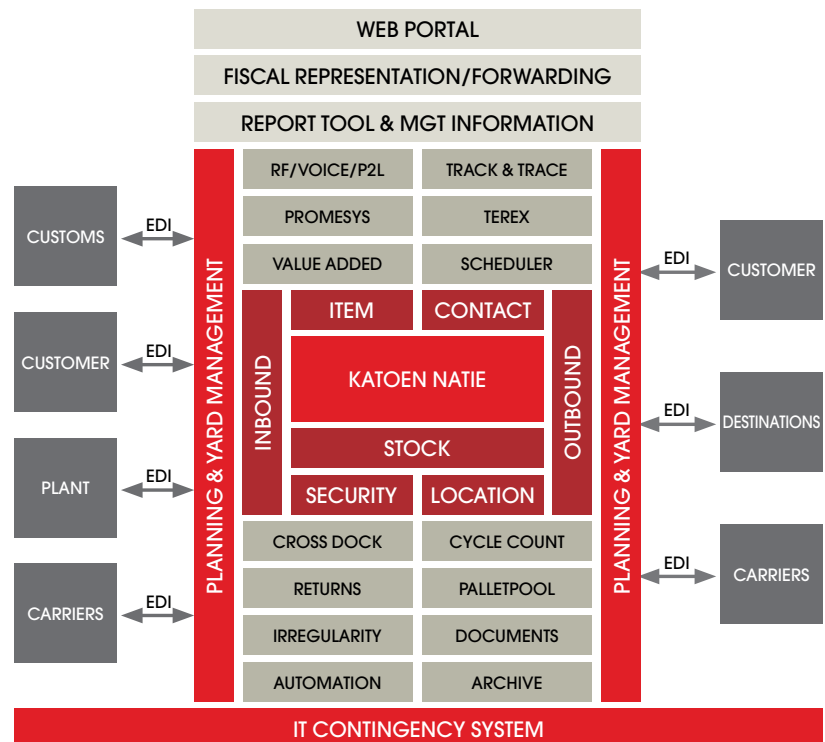 WEB PORTAL
FISCAL REPRESENTATION/FORWARDING
REPORT TOOL & MGT INFORMATION
CUSTOMS
EDI
CUSTOMER
EDI
PLANT
EDI
CARRIERS
EDI
PLANNING & YARD MANAGEMENT
RF/VOICE/P2L
TRACK & TRACE
PROMESYS
TEREX
VALUE ADDED
SCHEDULER
INBOUND
ITEM
CONTACT
KATOEN NATIE
STOCK
SECURITY
LOCATION
OUTBOUND
CROSS DOCK
CYCLE COUNT
RETURNS
PALLETPOOL
IRREGULARITY
DOCUMENTS
AUTOMATION
ARCHIVE
PLANNING & YARD MANAGEMENT
EDI
CUSTOMER
EDI
DESTINATIONS
EDI
CARRIERS
IT CONTINGENCY SYSTEM